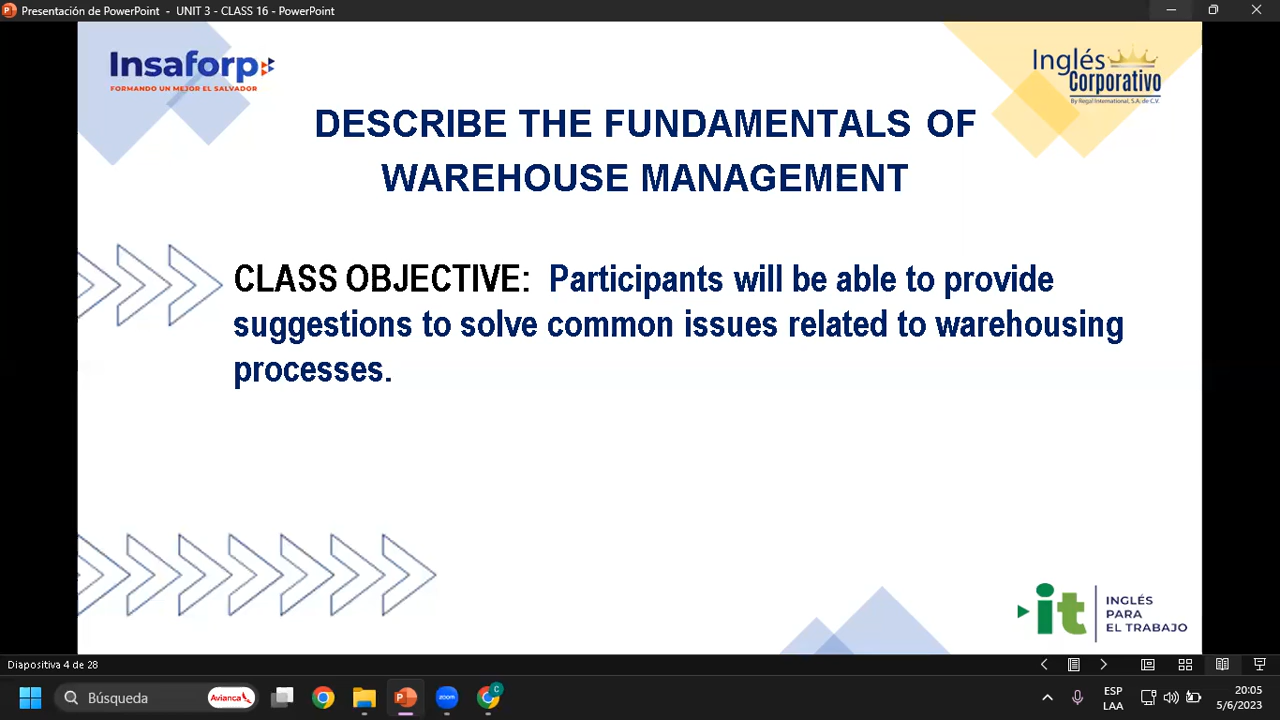 Presentación de PowerPoint - UNIT 3 - CLASS 16 - PowerPoint
Insaforp
FORMANDO UN MEJOR EL SALVADOR
Inglés
Corporativo
By Regal International, S.A. de C.V.
DESCRIBE THE FUNDAMENTALS OF
WAREHOUSE MANAGEMENT
CLASS OBJECTIVE: Participants will be able to provide
suggestions to solve common issues related to warehousing
processes.
it
INGLÉS
PARA
EL TRABAJO
Diapositiva 4 de 28
Búsqueda
Avianca
zoom
C
ESP
LAA
20:05
5/6/2023